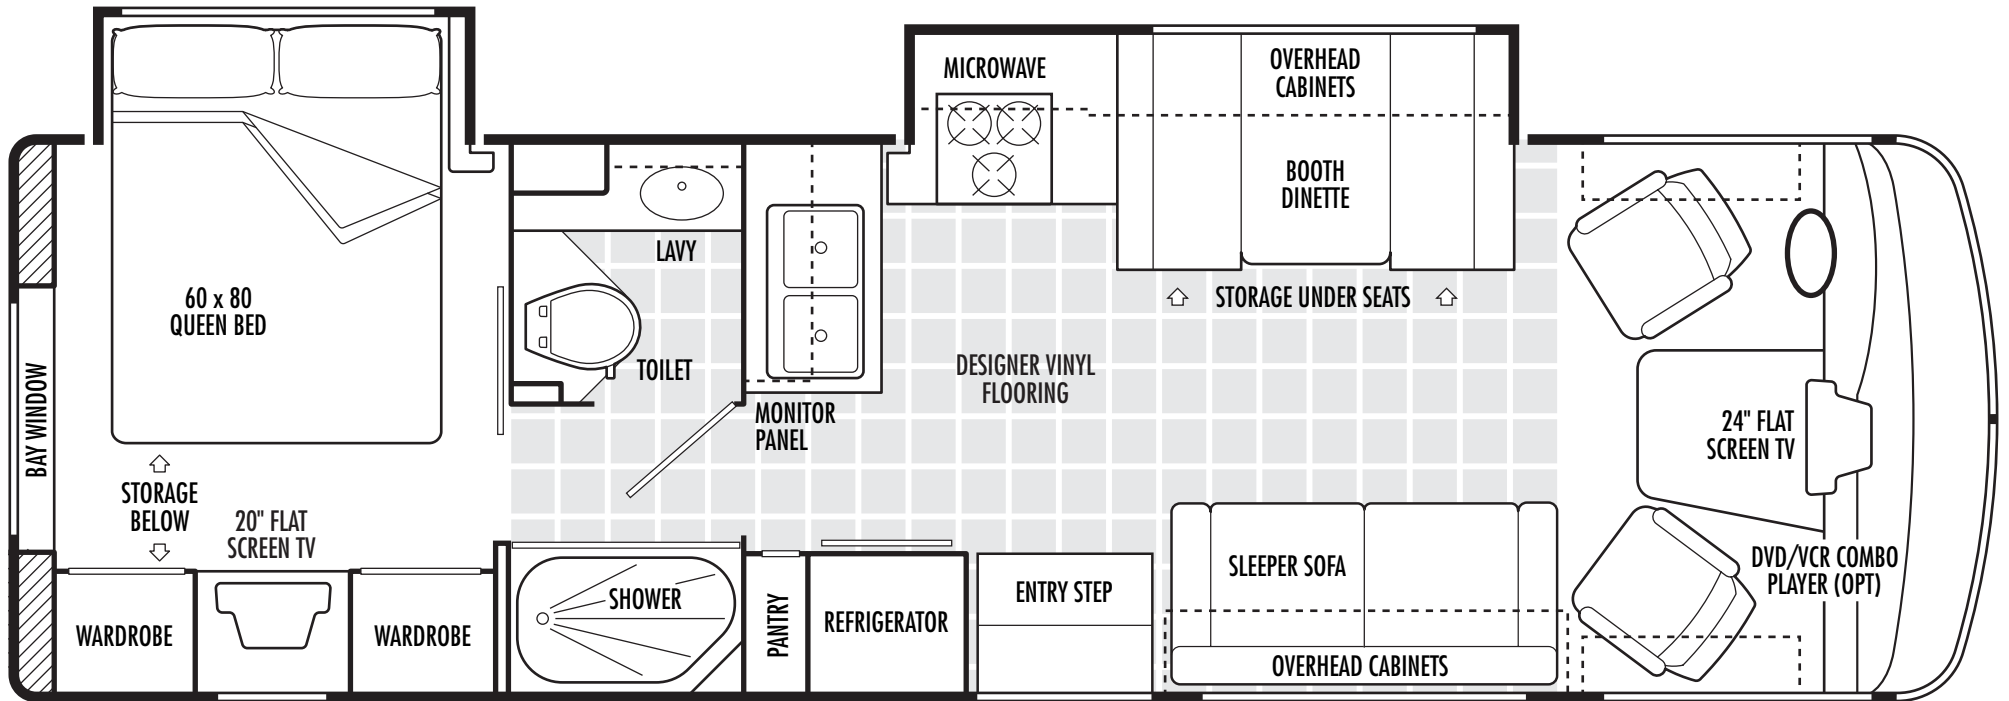 MICROWAVE
OVERHEAD
CABINETS
BOOTH
DINETTE
LAVY
60 x 80
QUEEN BED
STORAGE UNDER SEATS
TOILET
DESIGNER VINYL
FLOORING
BAY WINDOW
MONITOR
PANEL
24" FLAT
SCREEN TV
STORAGE
BELOW
20" FLAT
SCREEN TV
DVD/VCR COMBO
PLAYER (OPT)
SLEEPER SOFA
ENTRY STEP
SHOWER
WARDROBE
WARDROBE
PANTRY
REFRIGERATOR
OVERHEAD CABINETS